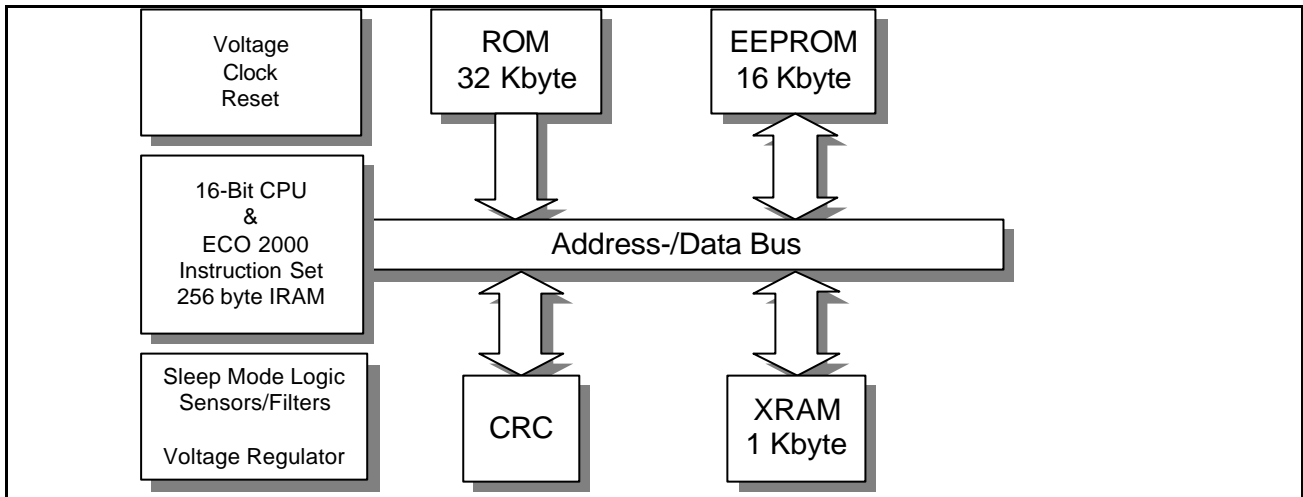 Voltage
Clock
Reset
ROM
32 Kbyte
EEPROM
16 Kbyte
16-Bit CPU
&
ECO 2000
Instruction Set
256 byte IRAM
Address-/Data Bus
Sleep Mode Logic
Sensors/Filters
Voltage Regulator
CRC
XRAM
1 Kbyte